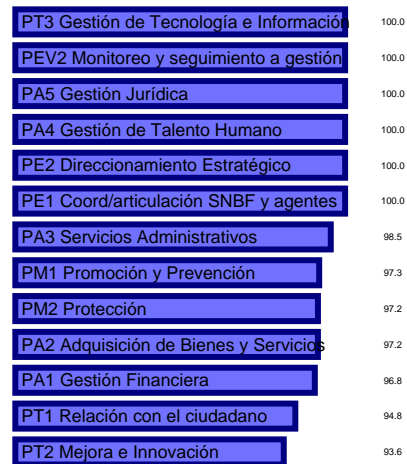 PT3 Gestión de Tecnología e Información 100.0
PEV2 Monitoreo y seguimiento a gestión 100.0
PA5 Gestión Jurídica 100.0
PA4 Gestión de Talento Humano 100.0
PE2 Direccionamiento Estratégico 100.0
PE1 Coord/articulación SNBF y agentes 100.0
PA3 Servicios Administrativos 98.5
PM1 Promoción y Prevención 97.3
PM2 Protección 97.2
PA2 Adquisición de Bienes y Servicios 97.2
PA1 Gestión Financiera 96.8
PT1 Relación con el ciudadano 94.8
PT2 Mejora e Innovación 93.6